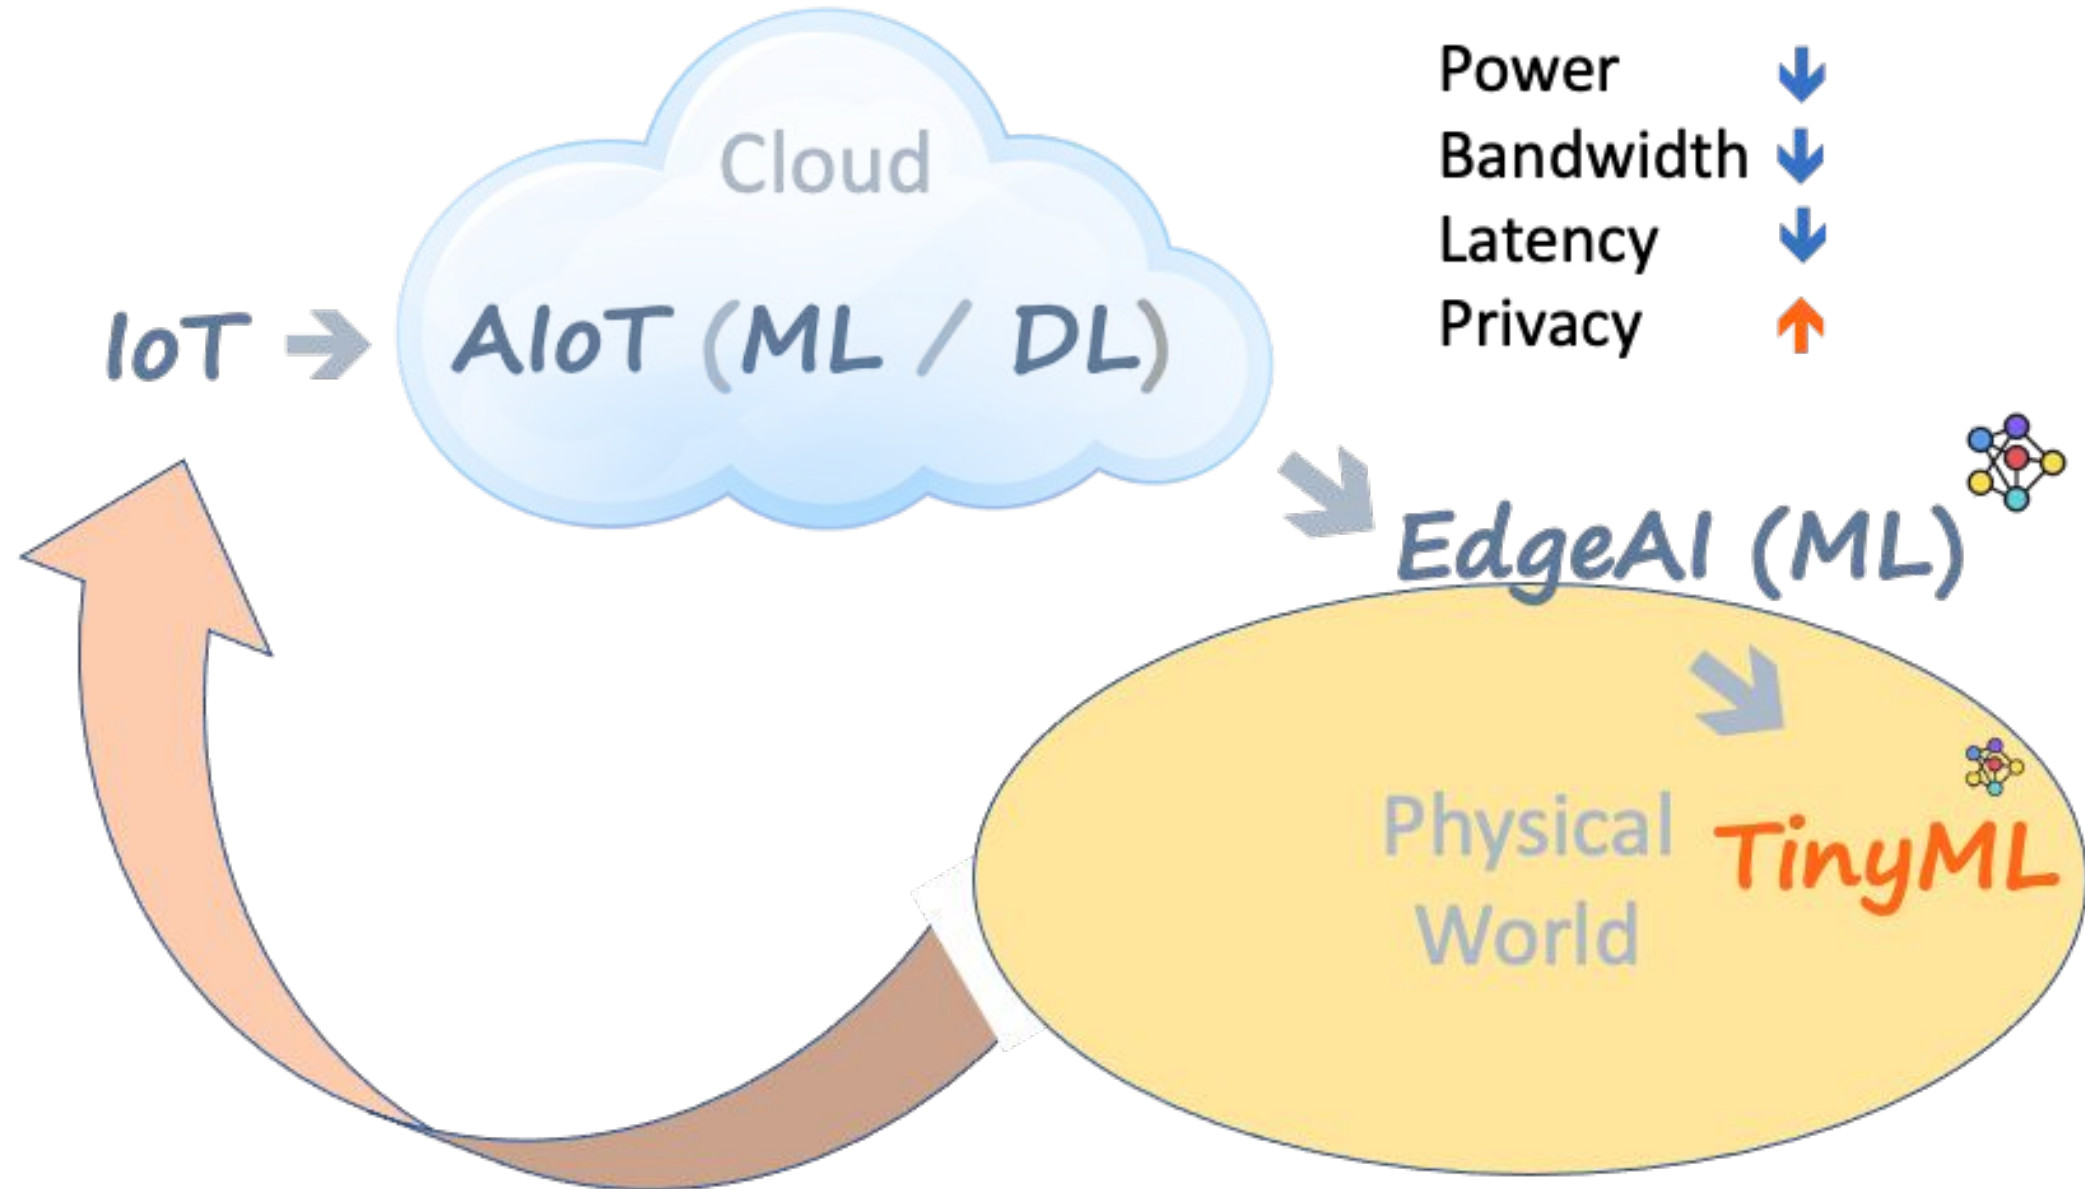 Power
Bandwidth
Latency
Privacy
Cloud
IoT
AIoT (ML / DL)
EdgeAI (ML)
Physical
World
TinyML